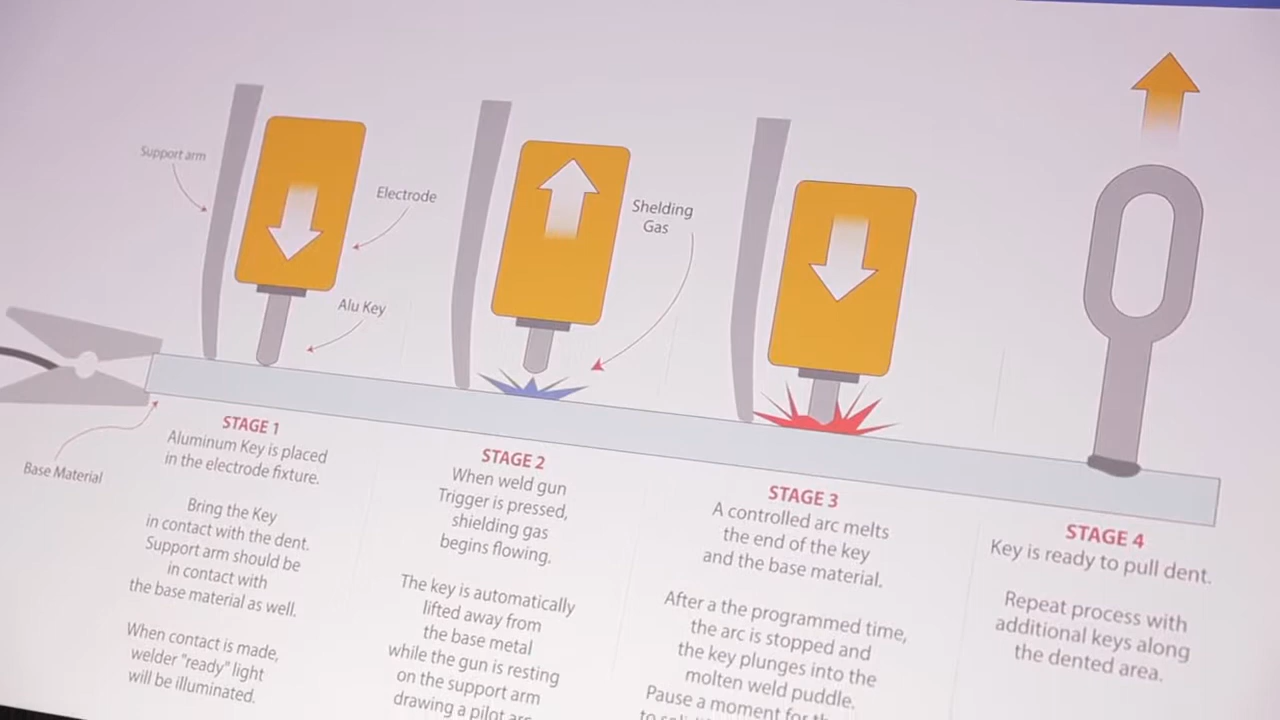 Support arm
Electrode
Alu Key
Base Material
Shelding
Gas
STAGE 1
Aluminum Key is placed
in the electrode fixture.
Bring the Key
in contact with the dent.
Support arm should be
in contact with
the base material as well.
When contact is made,
welder "ready" light
will be illuminated.
STAGE 2
When weld gun
Trigger is pressed,
shielding gas
begins flowing.
The key is automatically
lifted away from
the base metal
while the gun is resting
on the support arm
drawing a pilot
STAGE 3
A controlled arc melts
the end of the key
and the base material.
After a the programmed time,
the arc is stopped and
the key plunges into the
molten weld puddle.
Pause a moment for
STAGE 4
Key is ready to pull dent.
Repeat process with
additional keys along
the dented area.